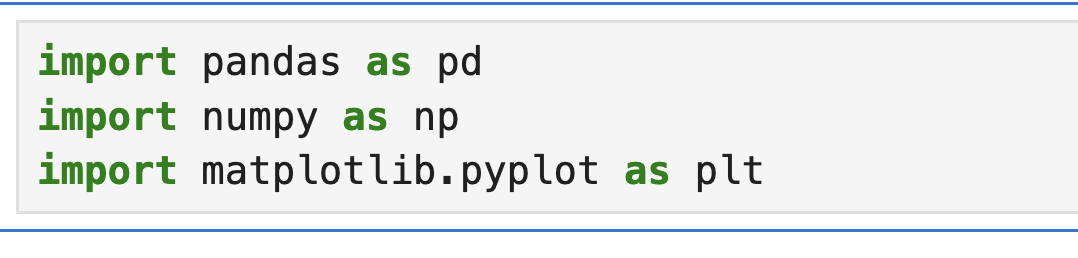 import pandas as pd
import numpy as np
import matplotlib.pyplot as plt